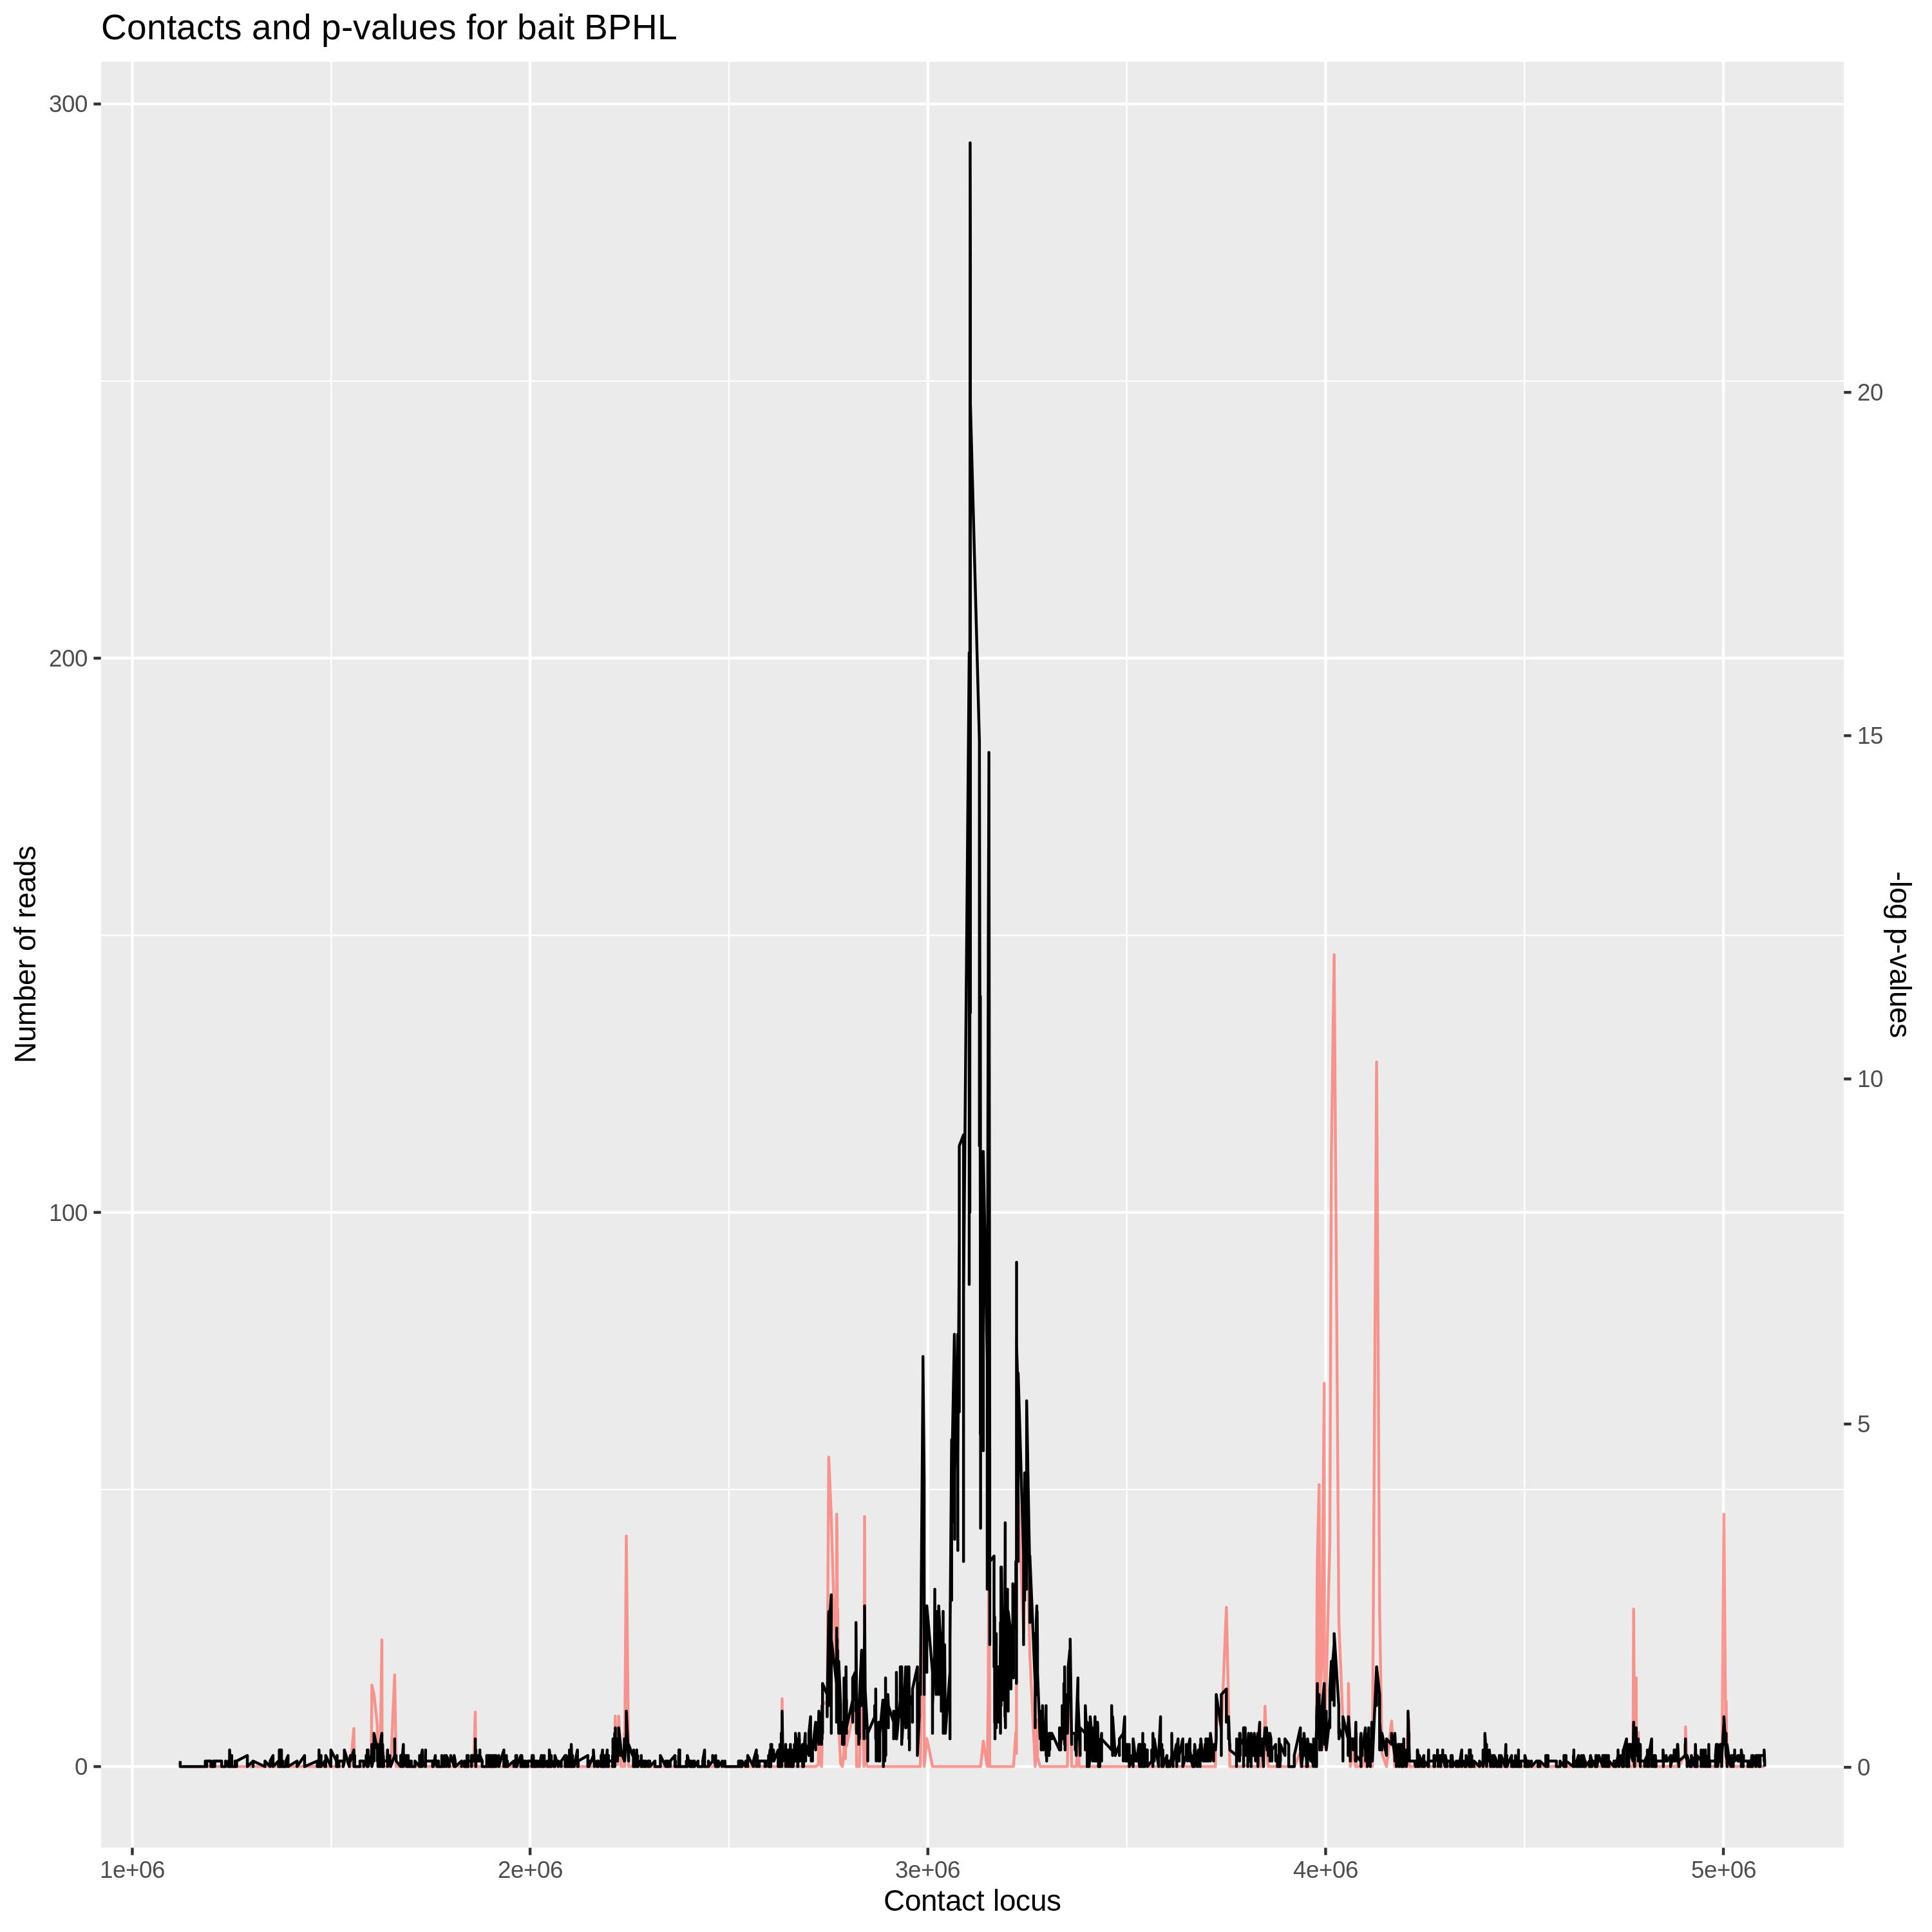 Contacts and p-values for bait BPHL
300
200
100
0
Number of reads
20
15
10
5
0
-log p-values
1e+06 2e+06 3e+06 4e+06 5e+06
Contact locus